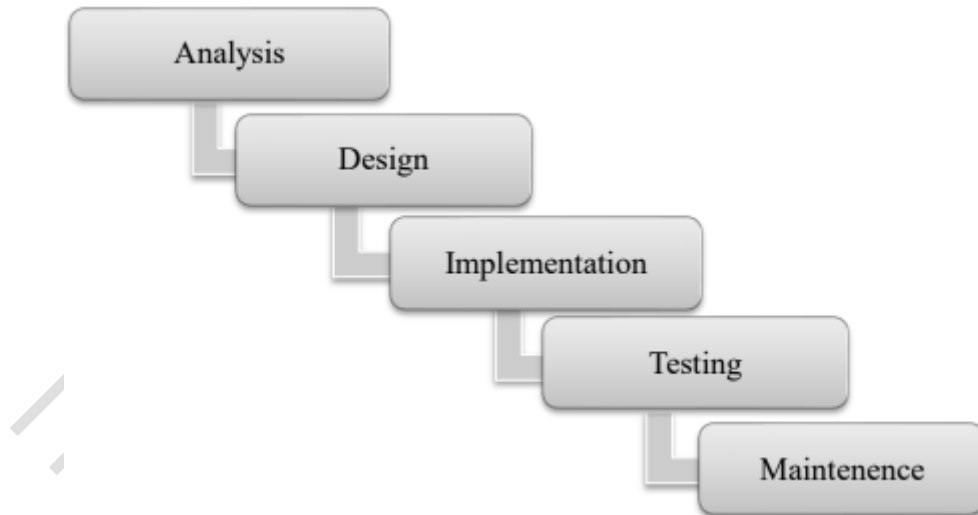 Analysis
Design
Implementation
Testing
Maintenence